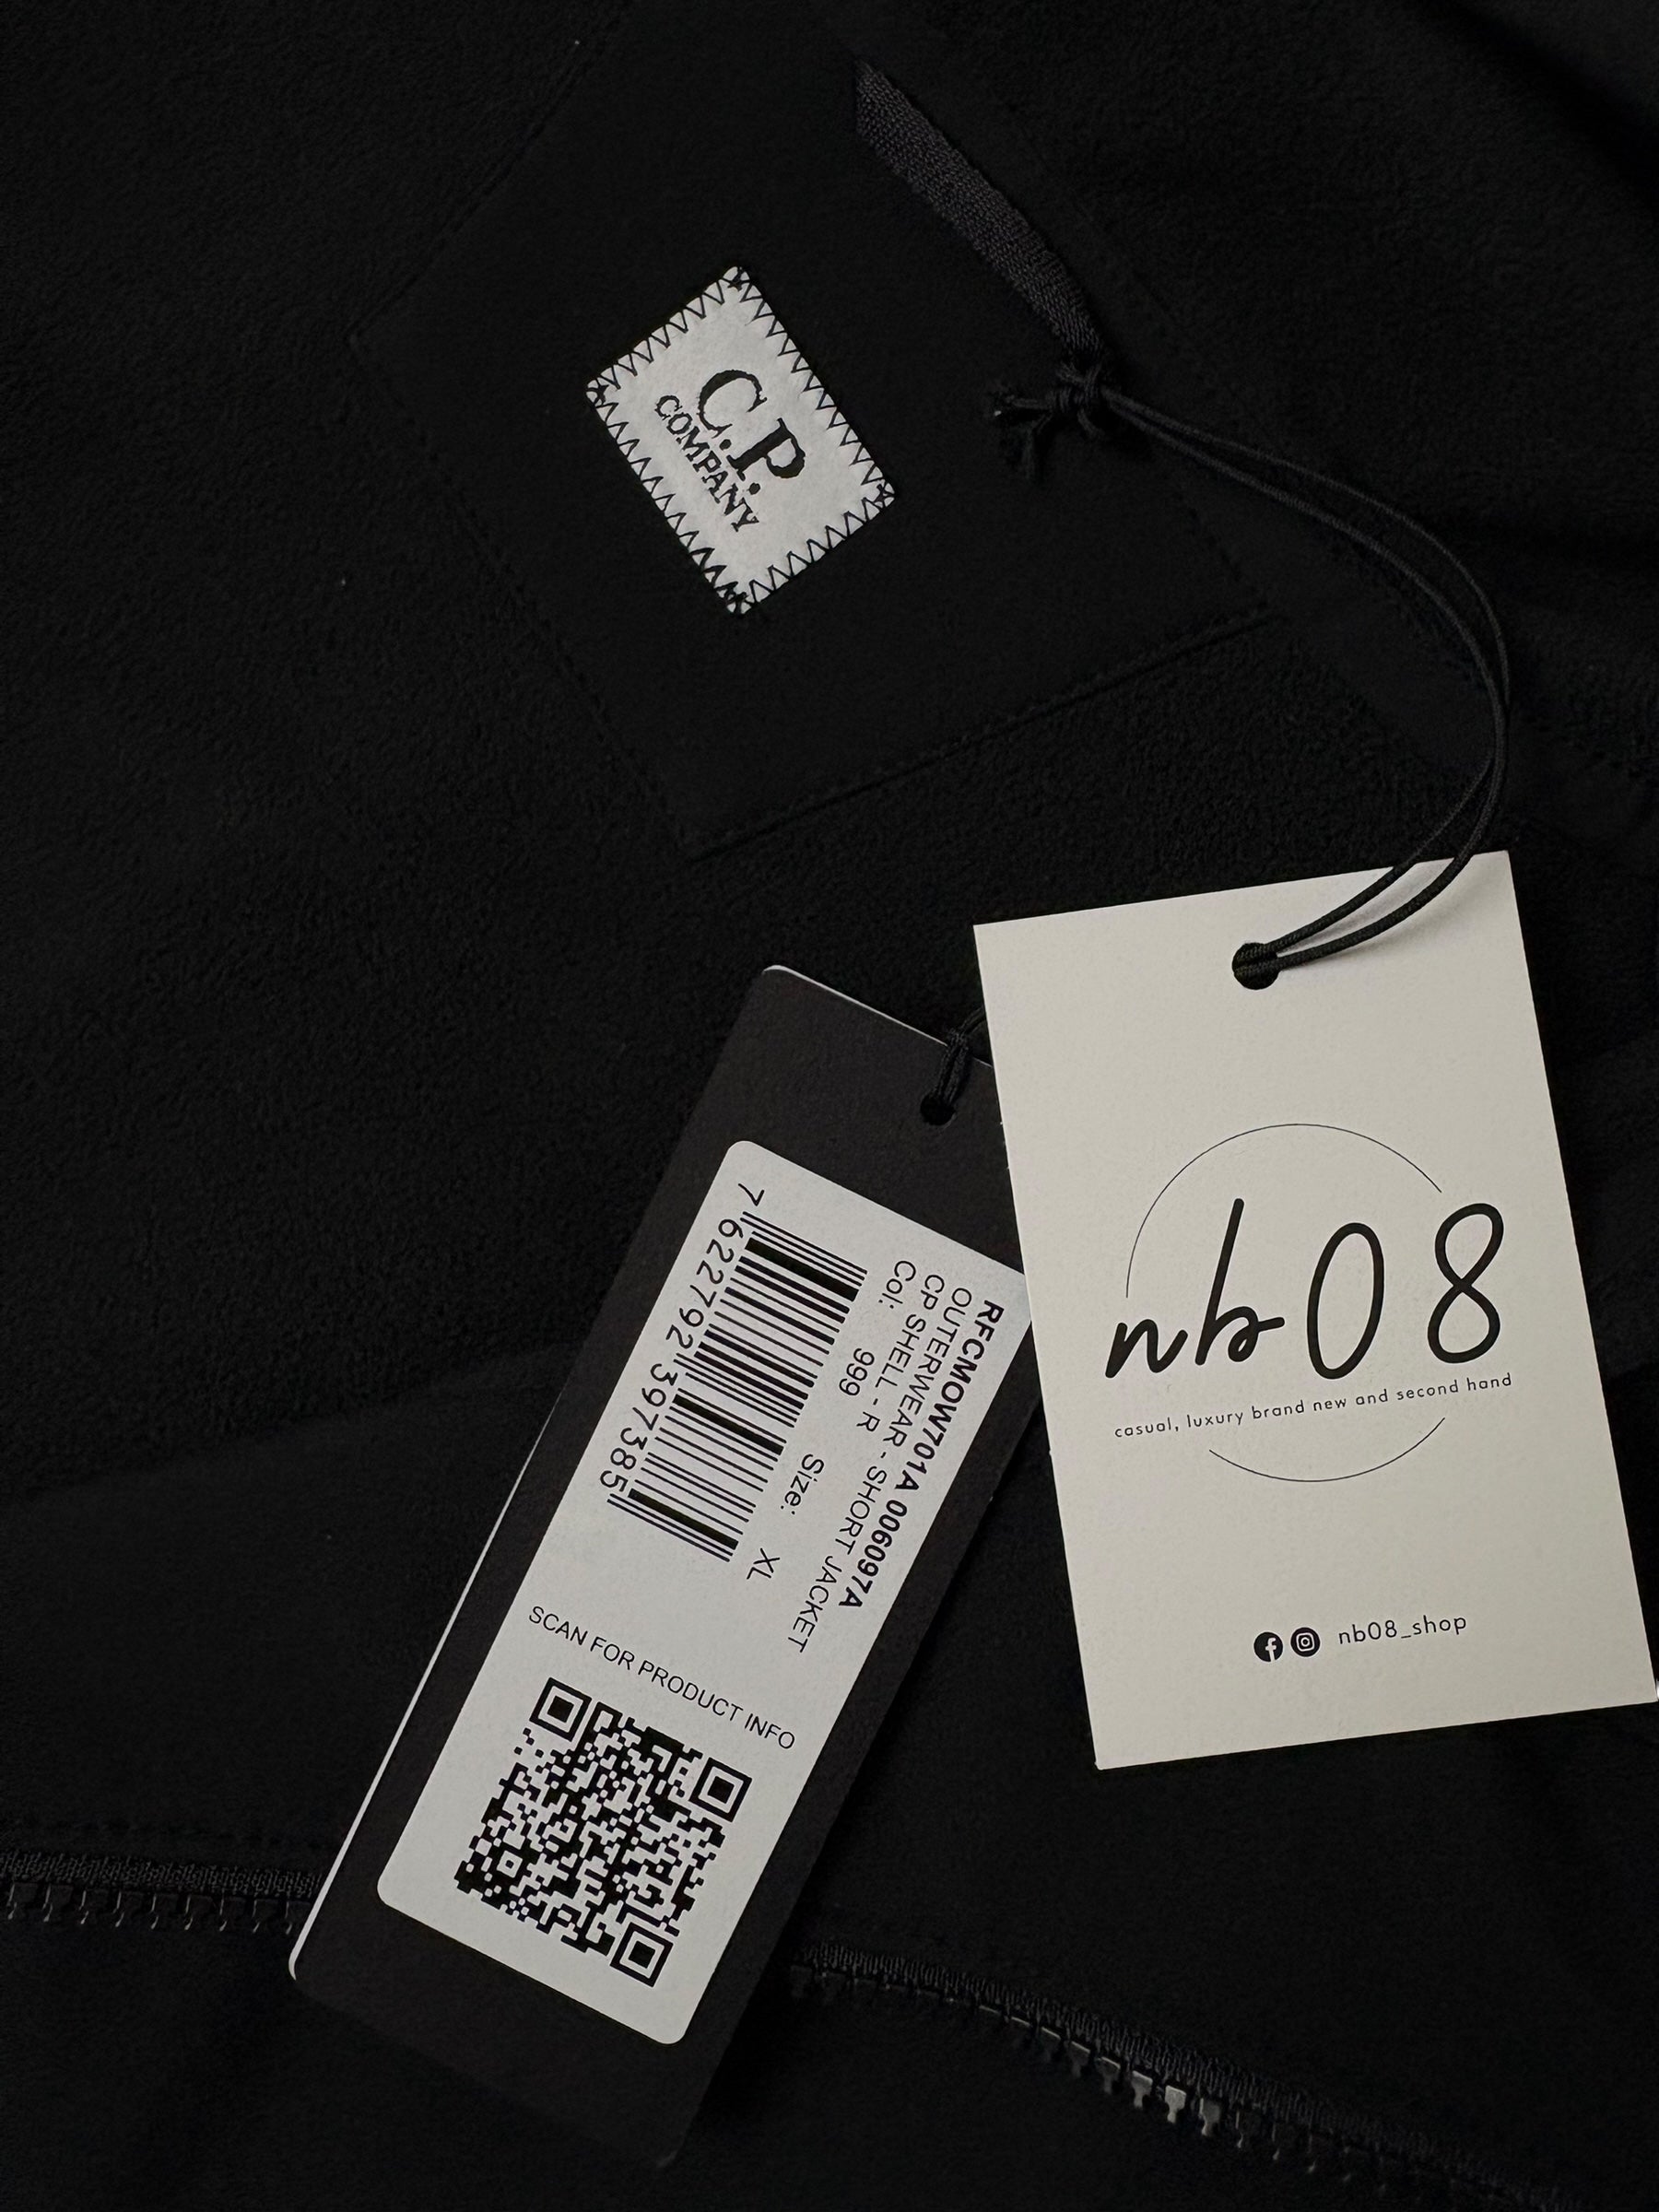 C.P.
COMPANY
RFCMOW701A 006097A
OUTERWEAR - SHORT JACKET
CP SHELL - R
Col: 999 Size: XL
7 622792 397385
SCAN FOR PRODUCT INFO
nb08
casual, luxury brand new and second hand
nb08_shop